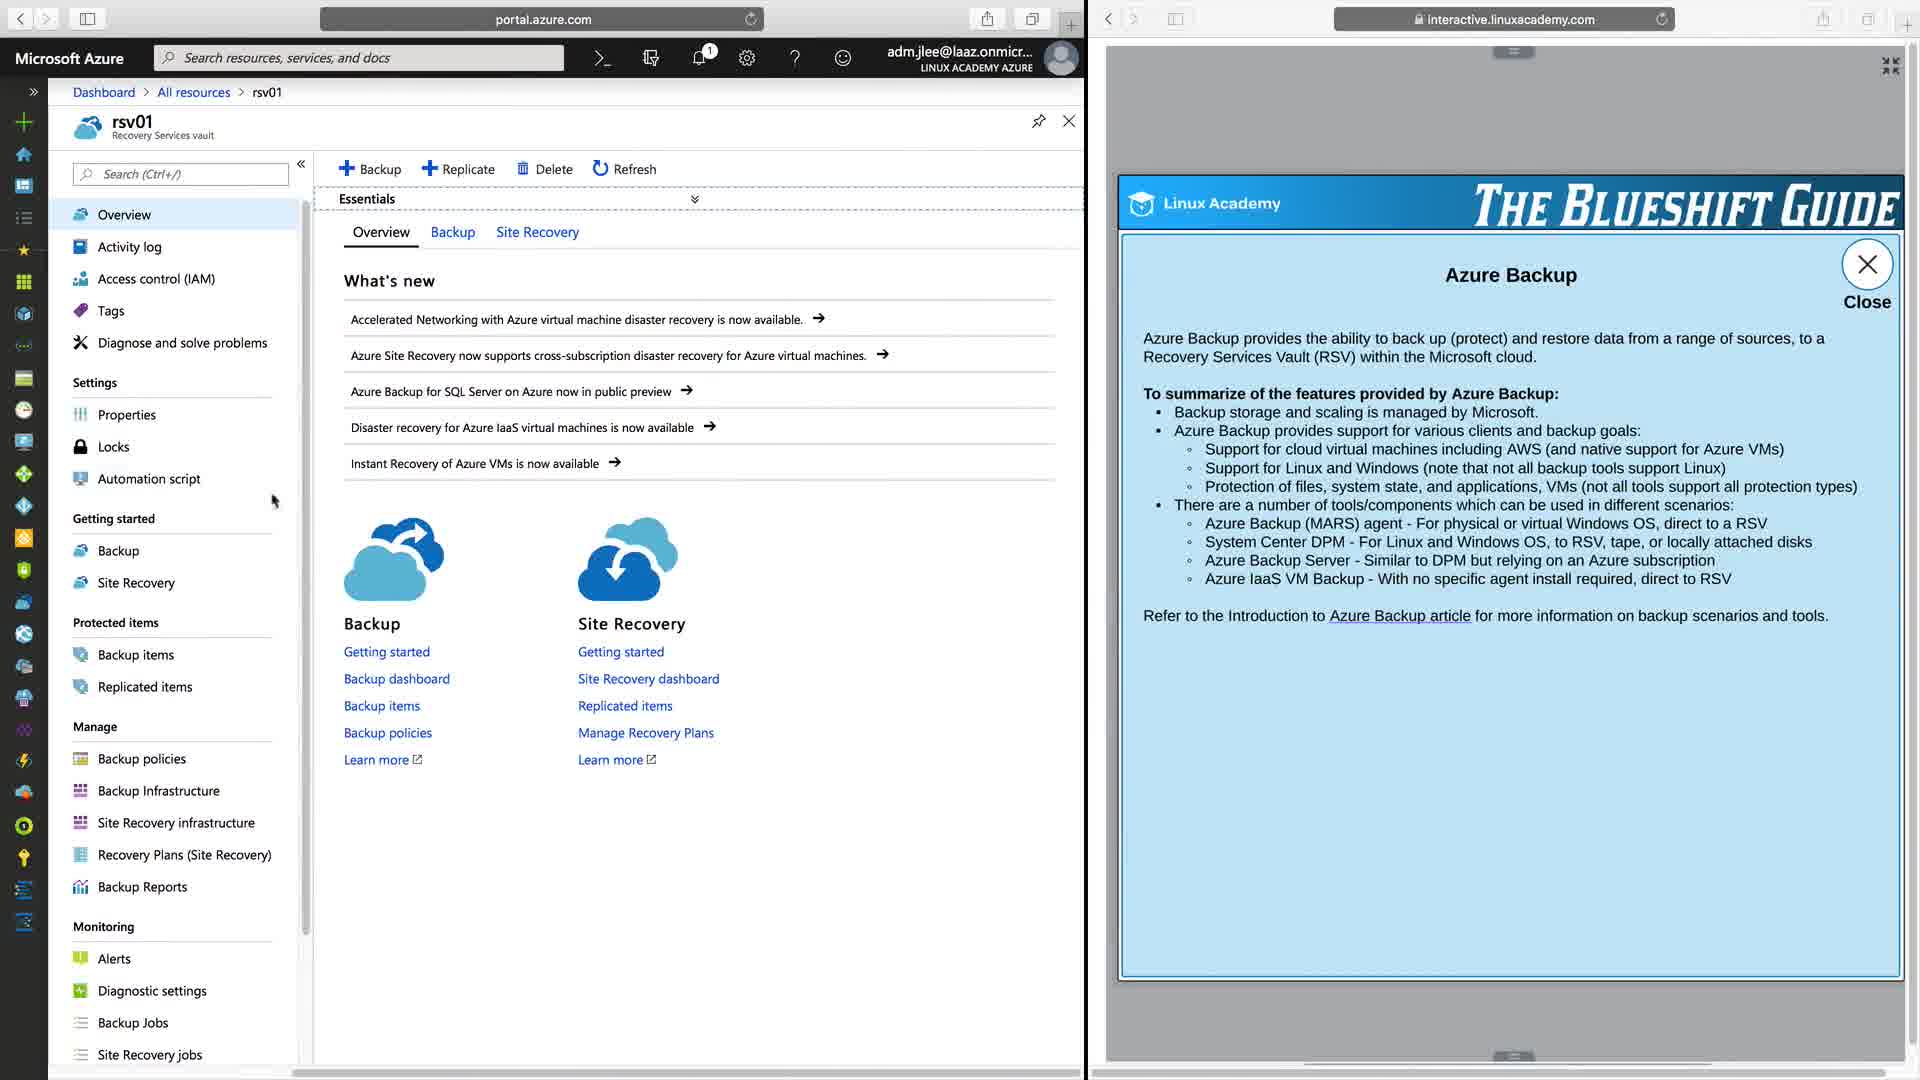 portal.azure.com
Microsoft Azure
Search resources, services, and docs
1
adm.jlee@laaz.onmicr...
LINUX ACADEMY AZURE
Dashboard > All resources > rsv01
rsv01
Recovery Services vault
Search (Ctrl+/)
Overview
Activity log
Access control (IAM)
Tags
Diagnose and solve problems
Settings
Properties
Locks
Automation script
Getting started
Backup
Site Recovery
Protected items
Backup items
Replicated items
Manage
Backup policies
Backup Infrastructure
Site Recovery infrastructure
Recovery Plans (Site Recovery)
Backup Reports
Monitoring
Alerts
Diagnostic settings
Backup Jobs
Site Recovery jobs
Backup Replicate Delete Refresh
Essentials
Overview Backup Site Recovery
What's new
Accelerated Networking with Azure virtual machine disaster recovery is now available. →
Azure Site Recovery now supports cross-subscription disaster recovery for Azure virtual machines. →
Azure Backup for SQL Server on Azure now in public preview →
Disaster recovery for Azure IaaS virtual machines is now available →
Instant Recovery of Azure VMs is now available →
Backup
Getting started
Backup dashboard
Backup items
Backup policies
Learn more
Site Recovery
Getting started
Site Recovery dashboard
Replicated items
Manage Recovery Plans
Learn more
interactive.linuxacademy.com
Linux Academy
THE BLUESHIFT GUIDE
Azure Backup
Close
Azure Backup provides the ability to back up (protect) and restore data from a range of sources, to a
Recovery Services Vault (RSV) within the Microsoft cloud.
To summarize of the features provided by Azure Backup:
• Backup storage and scaling is managed by Microsoft.
• Azure Backup provides support for various clients and backup goals:
◦ Support for cloud virtual machines including AWS (and native support for Azure VMs)
◦ Support for Linux and Windows (note that not all backup tools support Linux)
◦ Protection of files, system state, and applications, VMs (not all tools support all protection types)
• There are a number of tools/components which can be used in different scenarios:
◦ Azure Backup (MARS) agent - For physical or virtual Windows OS, direct to a RSV
◦ System Center DPM - For Linux and Windows OS, to RSV, tape, or locally attached disks
◦ Azure Backup Server - Similar to DPM but relying on an Azure subscription
◦ Azure IaaS VM Backup - With no specific agent install required, direct to RSV
Refer to the Introduction to Azure Backup article for more information on backup scenarios and tools.